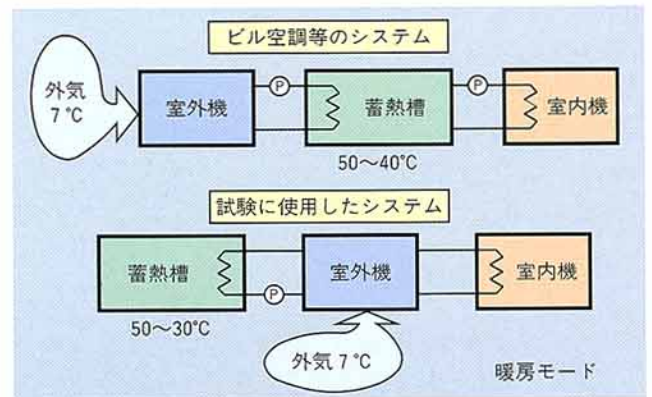 ビル空調等のシステム
外気
7℃
室外機
P
蓄熱槽
P
室内機
50〜40℃
試験に使用したシステム
蓄熱槽
P
室外機
室内機
50〜30℃
外気7℃
暖房モード